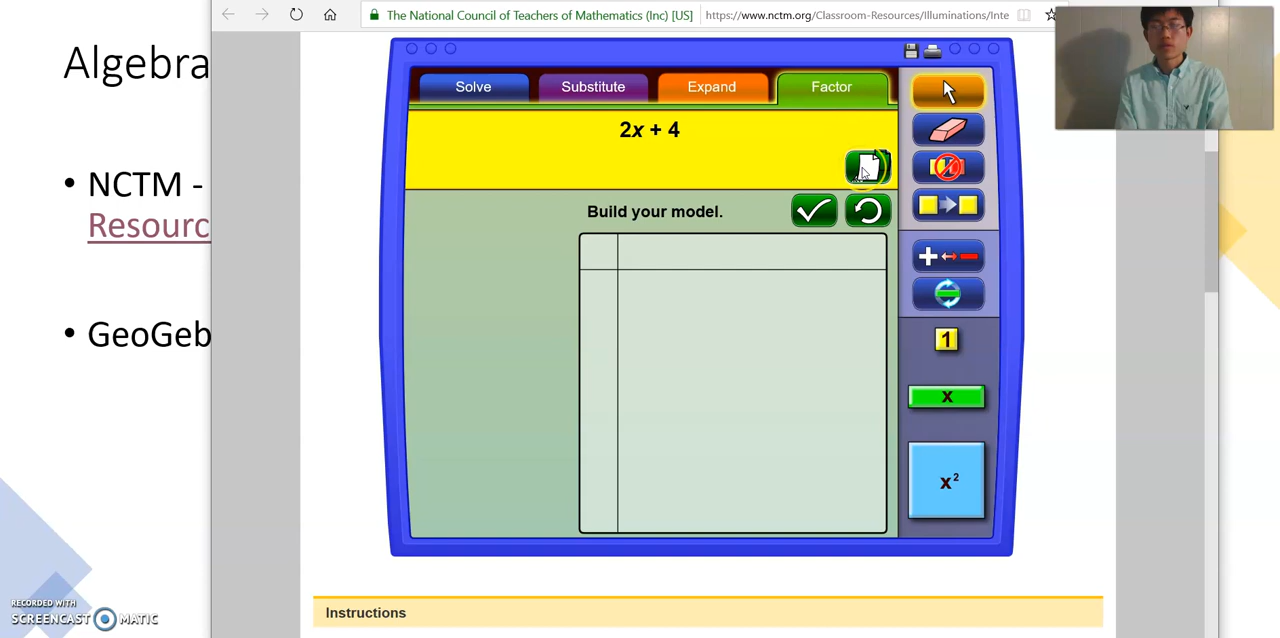 The National Council of Teachers of Mathematics (Inc) [US]
https://www.nctm.org/Classroom-Resources/Illuminations/Inte
Algebra
• NCTM -
Resourc
• GeoGeb
Solve
Substitute
Expand
Factor
2x + 4
Build your model.
1
x
x²
Instructions
RECORDED WITH
SCREENCAST MATIC